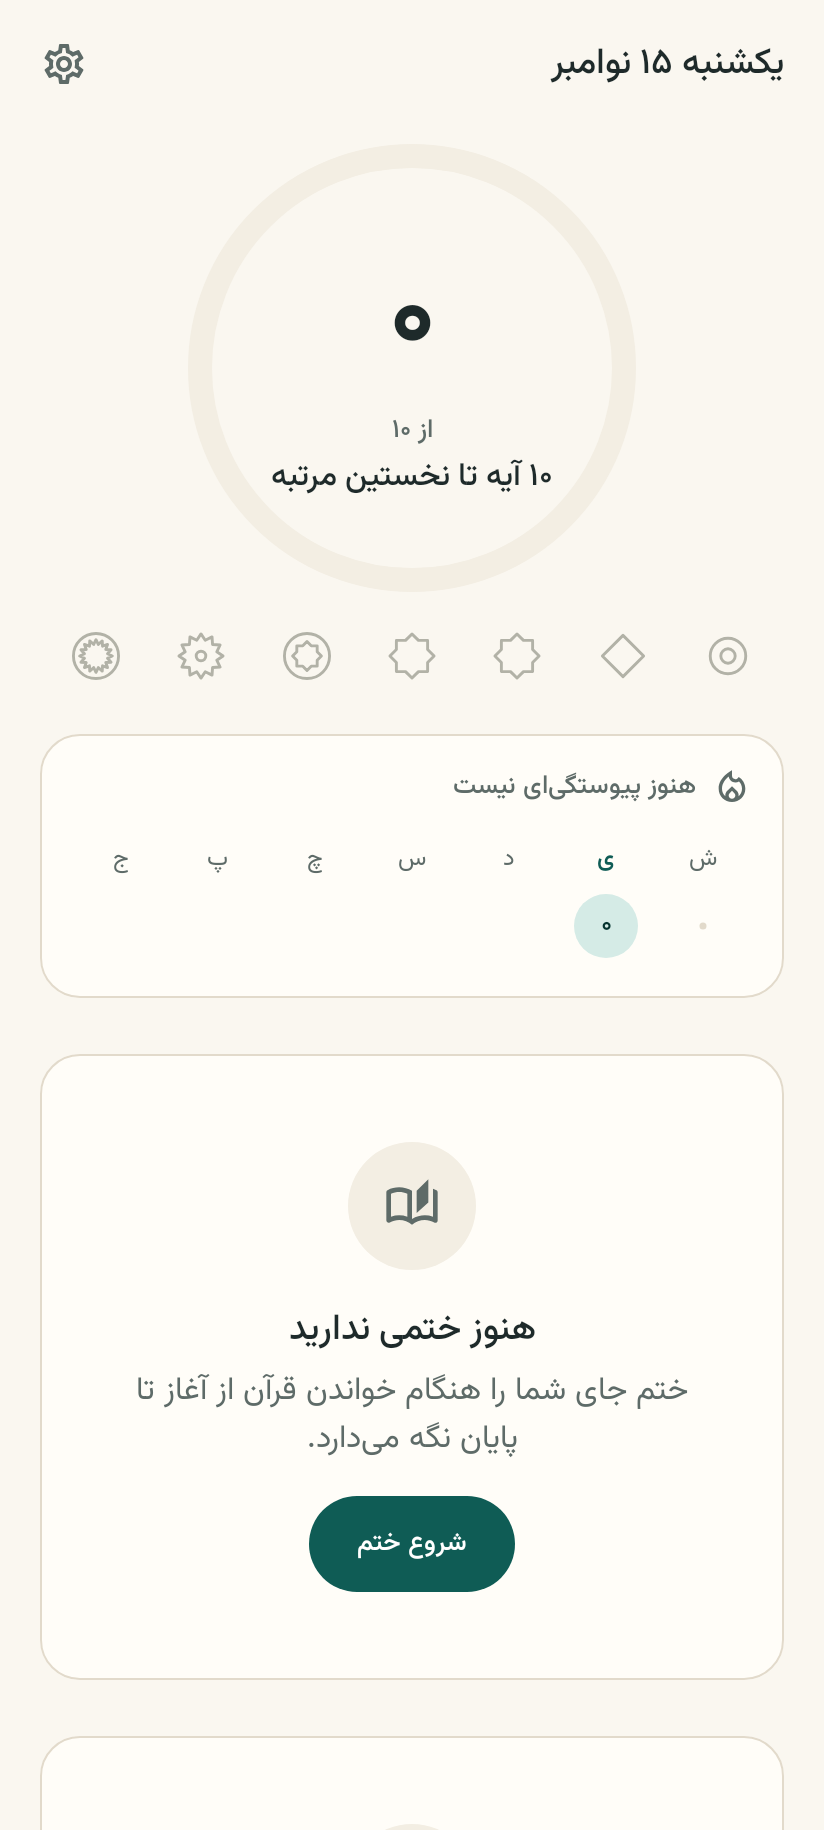 یکشنبه ۱۵ نوامبر
۰
از ۱۰
۱۰ آیه تا نخستین مرتبه
هنوز پیوستگی‌ای نیست
ش ی د س چ پ ج
۰
هنوز ختمی ندارید
ختم جای شما را هنگام خواندن قرآن از آغاز تا
پایان نگه می‌دارد.
شروع ختم